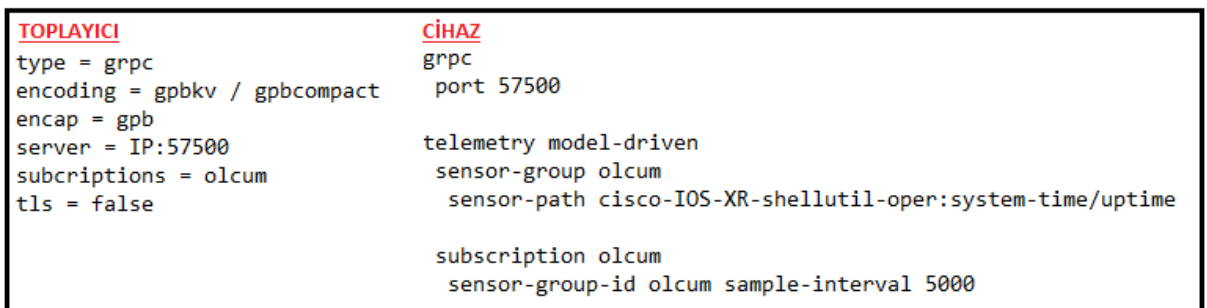 TOPLAYICI
type = grpc
encoding = gpbkv / gpbcompact
encap = gpb
server = IP:57500
subcriptions = olcum
tls = false
CİHAZ
grpc
port 57500
telemetry model-driven
sensor-group olcum
sensor-path cisco-IOS-XR-shellutil-oper:system-time/uptime
subscription olcum
sensor-group-id olcum sample-interval 5000